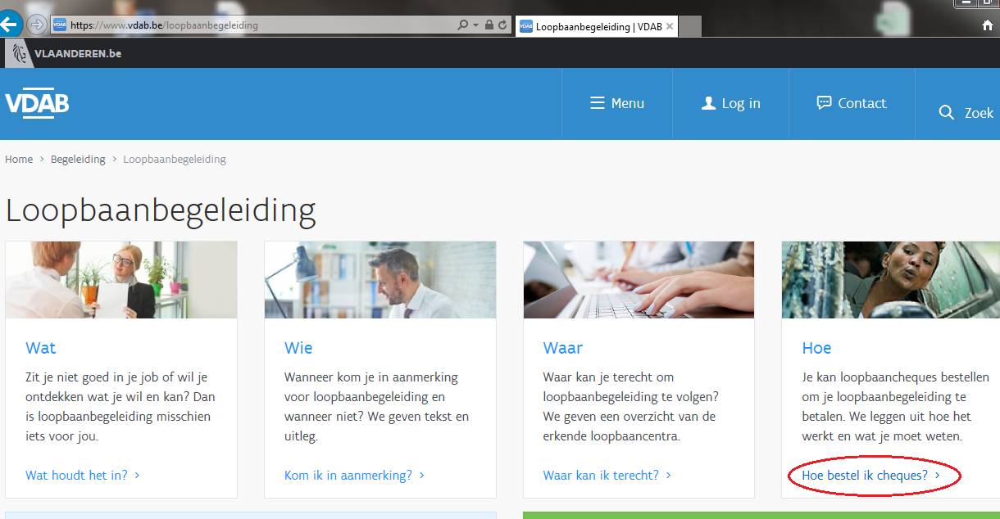 https://www.vdab.be/loopbaanbegeleiding
Loopbaanbegeleiding | VDAB
VLAANDEREN.be
VDAB
Menu
Log in
Contact
Zoek
Home > Begeleiding > Loopbaanbegeleiding
Loopbaanbegeleiding
Wat
Zit je niet goed in je job of wil je
ontdekken wat je wil en kan? Dan
is loopbaanbegeleiding misschien
iets voor jou.
Wat houdt het in? >
Wie
Wanneer kom je in aanmerking
voor loopbaanbegeleiding en
wanneer niet? We geven tekst en
uitleg.
Kom ik in aanmerking? >
Waar
Waar kan je terecht om
loopbaanbegeleiding te volgen?
We geven een overzicht van de
erkende loopbaancentra.
Waar kan ik terecht? >
Hoe
Je kan loopbaancheques bestellen
om je loopbaanbegeleiding te
betalen. We leggen uit hoe het
werkt en wat je moet weten.
Hoe bestel ik cheques? >